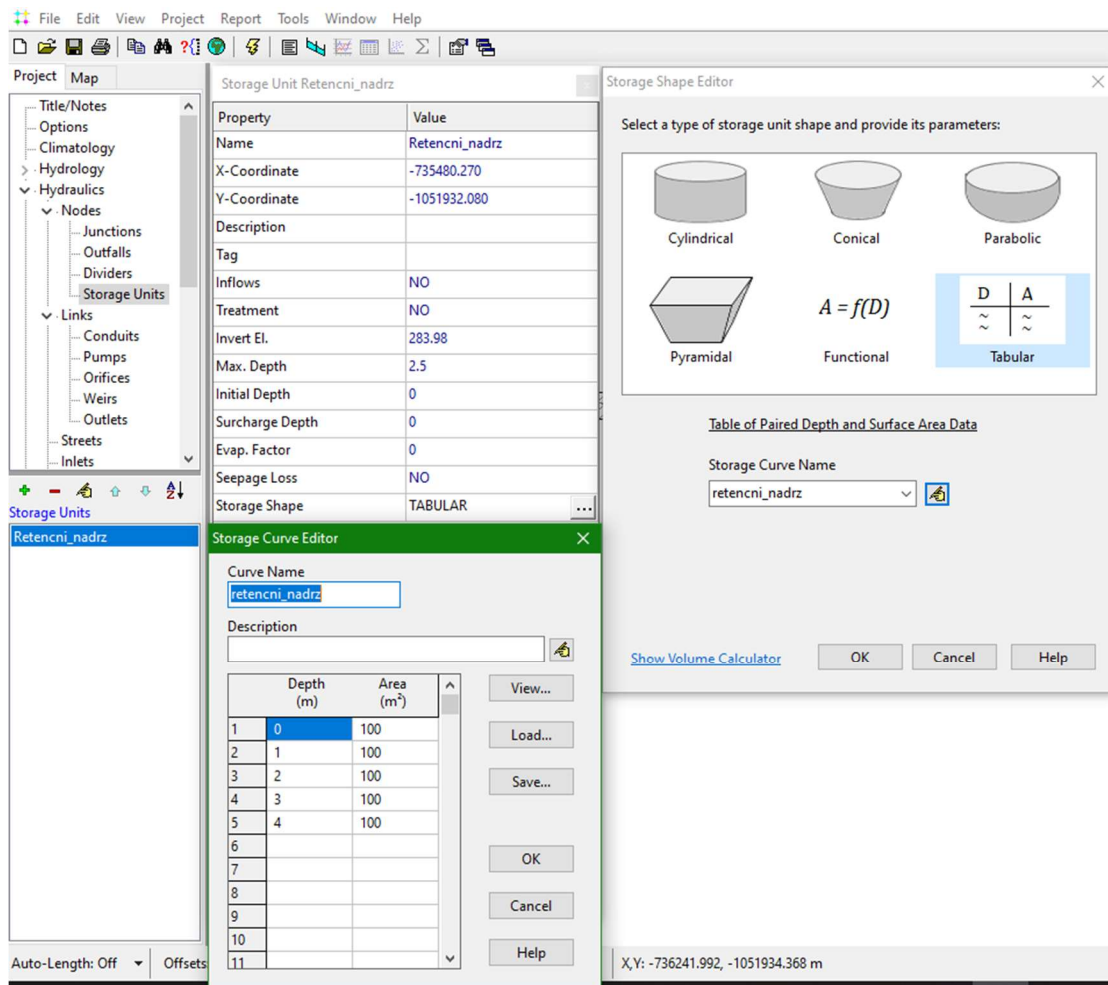 File Edit View Project Report Tools Window Help
Project Map
Title/Notes
Options
Climatology
Hydrology
Hydraulics
Nodes
Junctions
Outfalls
Dividers
Storage Units
Links
Conduits
Pumps
Orifices
Weirs
Outlets
Streets
Inlets
Storage Units
Retencni_nadrz
Storage Unit Retencni_nadrz
Property Value
Name Retencni_nadrz
X-Coordinate -735480.270
Y-Coordinate -1051932.080
Description
Tag
Inflows NO
Treatment NO
Invert El. 283.98
Max. Depth 2.5
Initial Depth 0
Surcharge Depth 0
Evap. Factor 0
Seepage Loss NO
Storage Shape TABULAR ...
Storage Curve Editor
Curve Name
retencni_nadrz
Description
Depth (m) Area (m²)
1 0 100
2 1 100
3 2 100
4 3 100
5 4 100
6
7
8
9
10
11
View...
Load...
Save...
OK
Cancel
Help
Storage Shape Editor
Select a type of storage unit shape and provide its parameters:
Cylindrical Conical Parabolic
A = f(D)
D A
~ ~
~ ~
Pyramidal Functional Tabular
Table of Paired Depth and Surface Area Data
Storage Curve Name
retencni_nadrz
Show Volume Calculator OK Cancel Help
Auto-Length: Off Offsets X,Y: -736241.992, -1051934.368 m